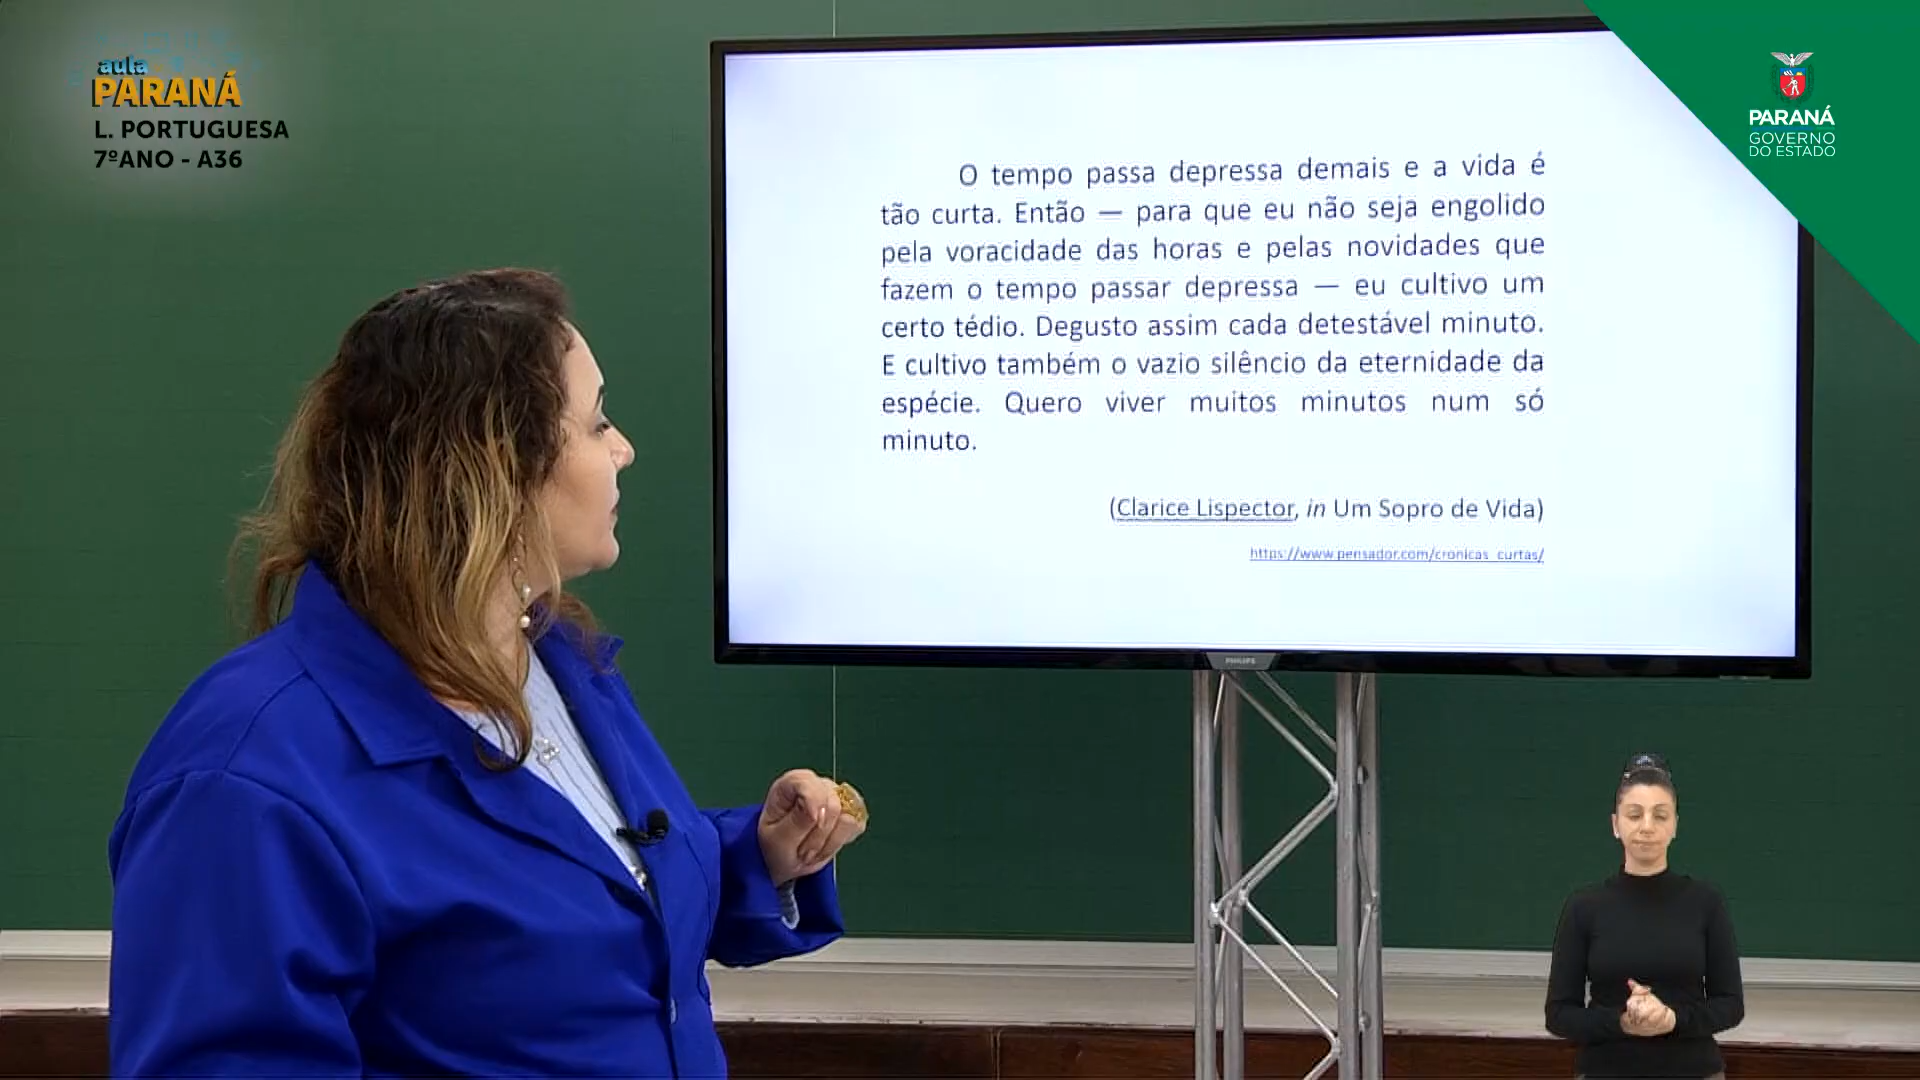 aula
PARANÁ
L. PORTUGUESA
7ºANO - A36
PARANÁ
GOVERNO
DO ESTADO
O tempo passa depressa demais e a vida é
tão curta. Então — para que eu não seja engolido
pela voracidade das horas e pelas novidades que
fazem o tempo passar depressa — eu cultivo um
certo tédio. Degusto assim cada detestável minuto.
E cultivo também o vazio silêncio da eternidade da
espécie. Quero viver muitos minutos num só
minuto.
(Clarice Lispector, in Um Sopro de Vida)
https://www.pensador.com/cronicas_curtas/
PHILIPS